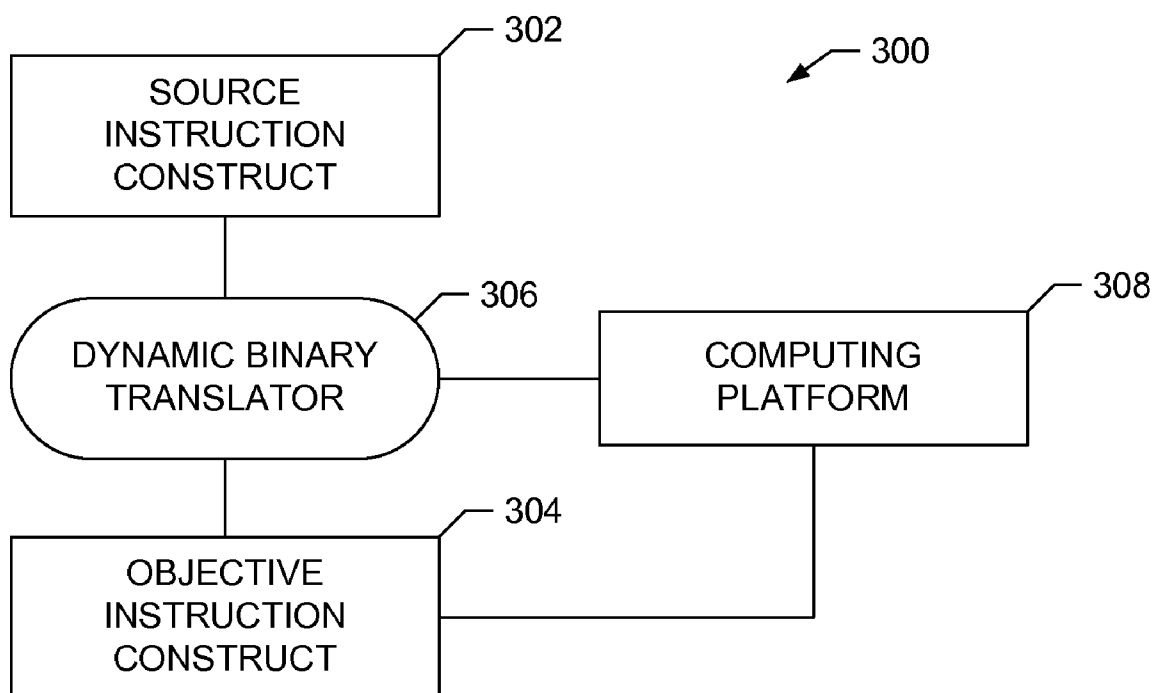 302
300
SOURCE
INSTRUCTION
CONSTRUCT
306
308
DYNAMIC BINARY
TRANSLATOR
COMPUTING
PLATFORM
304
OBJECTIVE
INSTRUCTION
CONSTRUCT